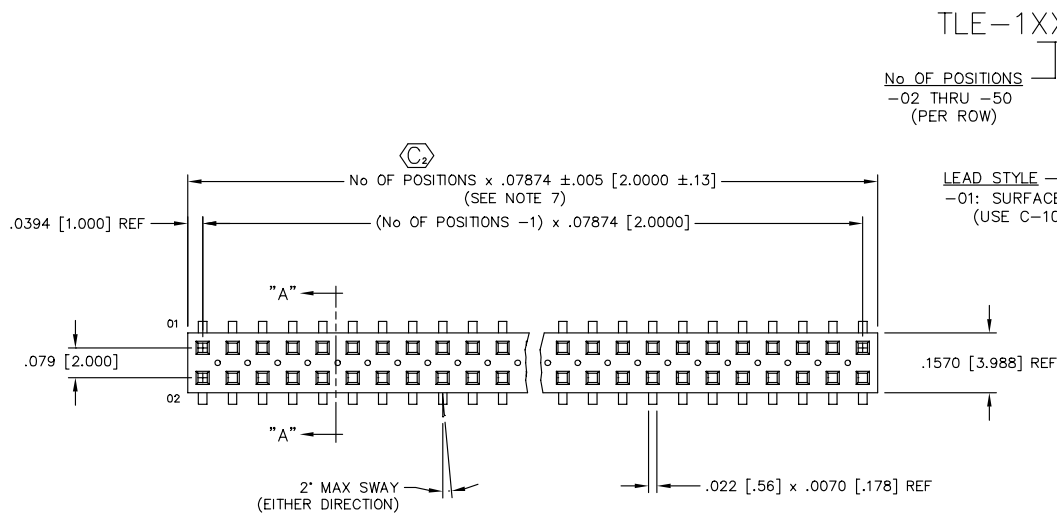 TLE-1X
No OF POSITIONS
-02 THRU -50
(PER ROW)
C2
No OF POSITIONS x .07874 ±.005 [2.0000 ±.13]
(SEE NOTE 7)
LEAD STYLE
-01: SURFACE
(USE C-10
.0394 [1.000] REF
(No OF POSITIONS -1) x .07874 [2.0000]
"A"
01
.079 [2.000]
.1570 [3.988] REF
02
"A"
2° MAX SWAY
(EITHER DIRECTION)
.022 [.56] x .0070 [.178] REF